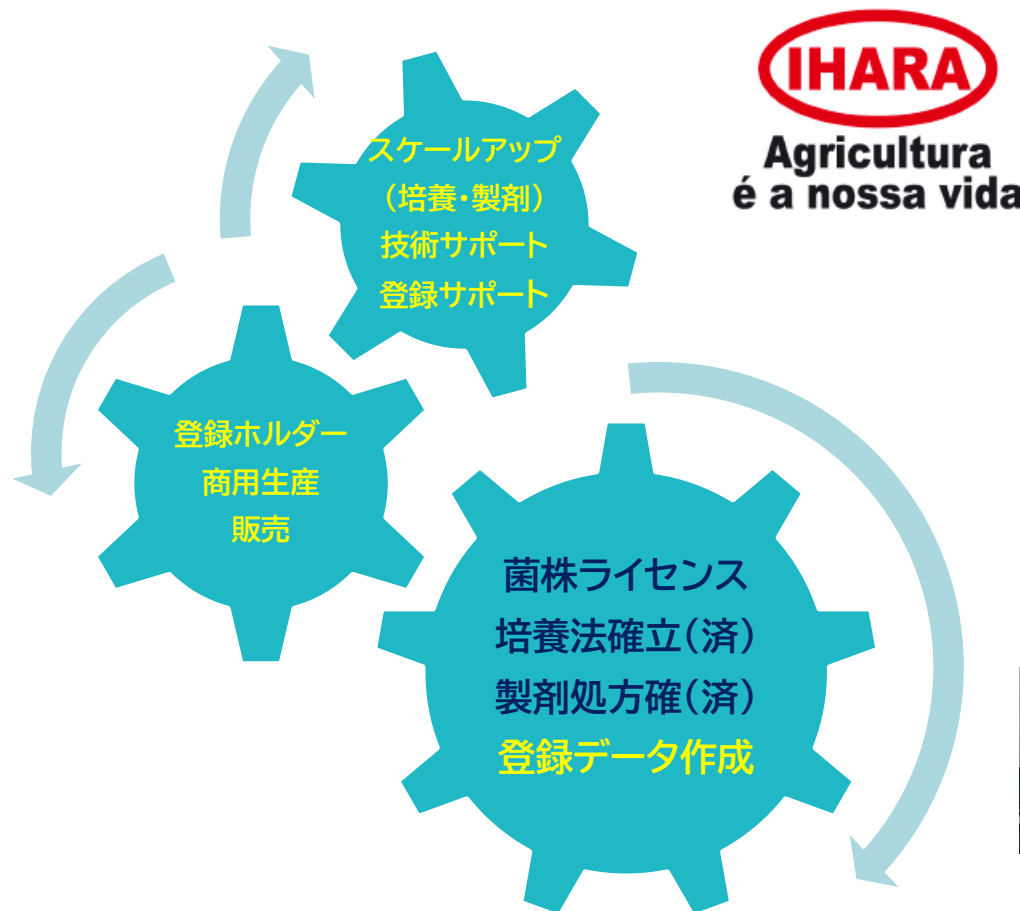 IHARA
Agricultura
é a nossa vida
スケールアップ
（培養・製剤）
技術サポート
登録サポート
登録ホルダー
商用生産
販売
菌株ライセンス
培養法確立（済）
製剤処方確（済）
登録データ作成